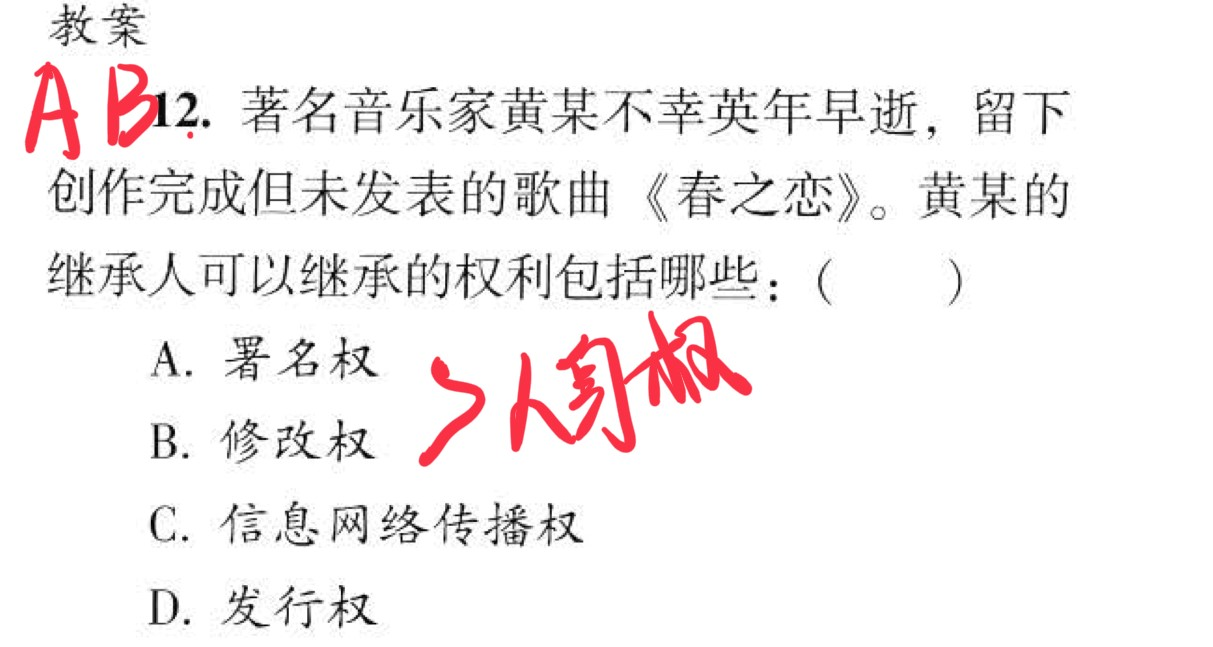 教案
AB 12. 著名音乐家黄某不幸英年早逝，留下
创作完成但未发表的歌曲《春之恋》。黄某的
继承人可以继承的权利包括哪些：（  ）
A. 署名权
人身权
B. 修改权
C. 信息网络传播权
D. 发行权